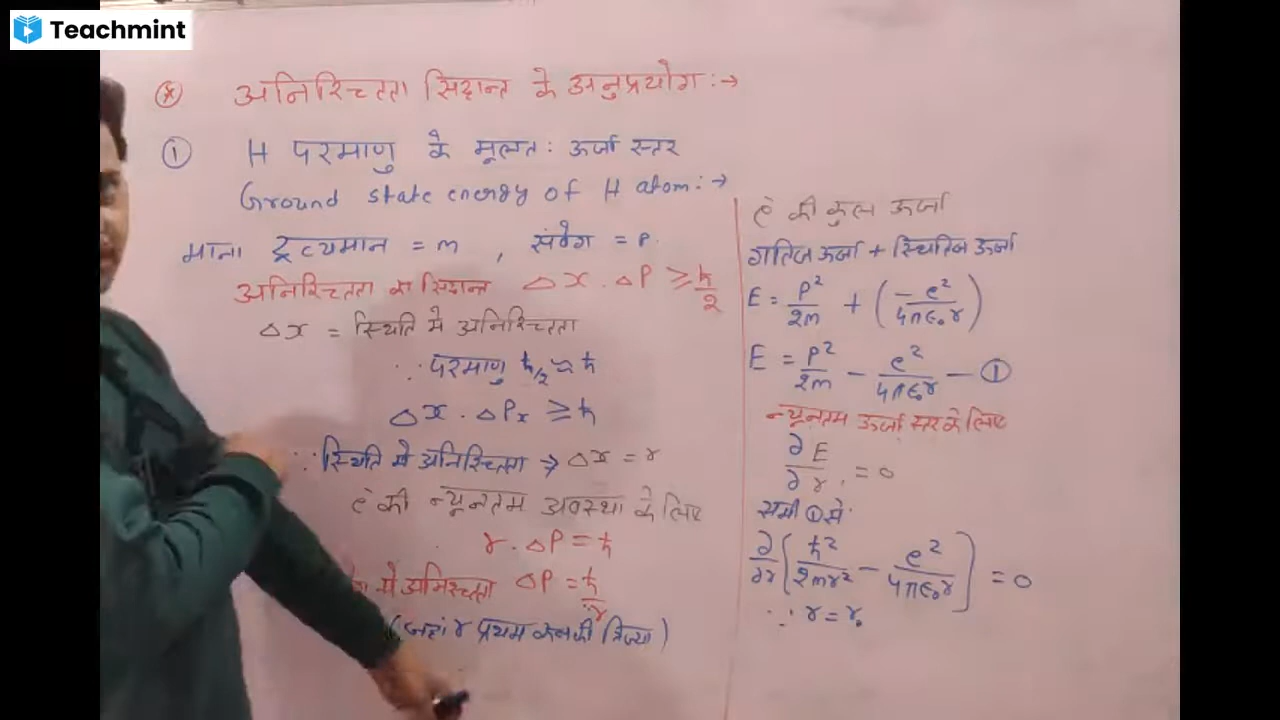 Teachmint
* अनिश्चितता सिद्धान्त के अनुप्रयोग :→
① H परमाणु के मूलतः ऊर्जा स्तर
Ground state energy of H atom :→
माना द्रव्यमान = m , संवेग = P.
अनिश्चितता का सिद्धान्त Δx . ΔP ≥ ℏ/2
Δx = स्थिति मे अनिश्चितता
∵ परमाणु ℏ/2 ≈ ℏ
Δx . ΔPx ≥ ℏ
∵ स्थिति मे अनिश्चितता → Δx = r
e की न्यूनतम अवस्था के लिए
r . ΔP = ℏ
मे अनिश्चितता ΔP = ℏ/r
(जहां r प्रथम कक्ष की त्रिज्या)
e की कुल ऊर्जा
गतिज ऊर्जा + स्थितिज ऊर्जा
E = P²/2m + (-e²/4πε₀r)
E = P²/2m - e²/4πε₀r — ①
न्यूनतम ऊर्जा स्तर के लिए
∂E/∂r = 0
समी ① से
∂/∂r [ℏ²/2mr² - e²/4πε₀r] = 0
∵ r = r₀